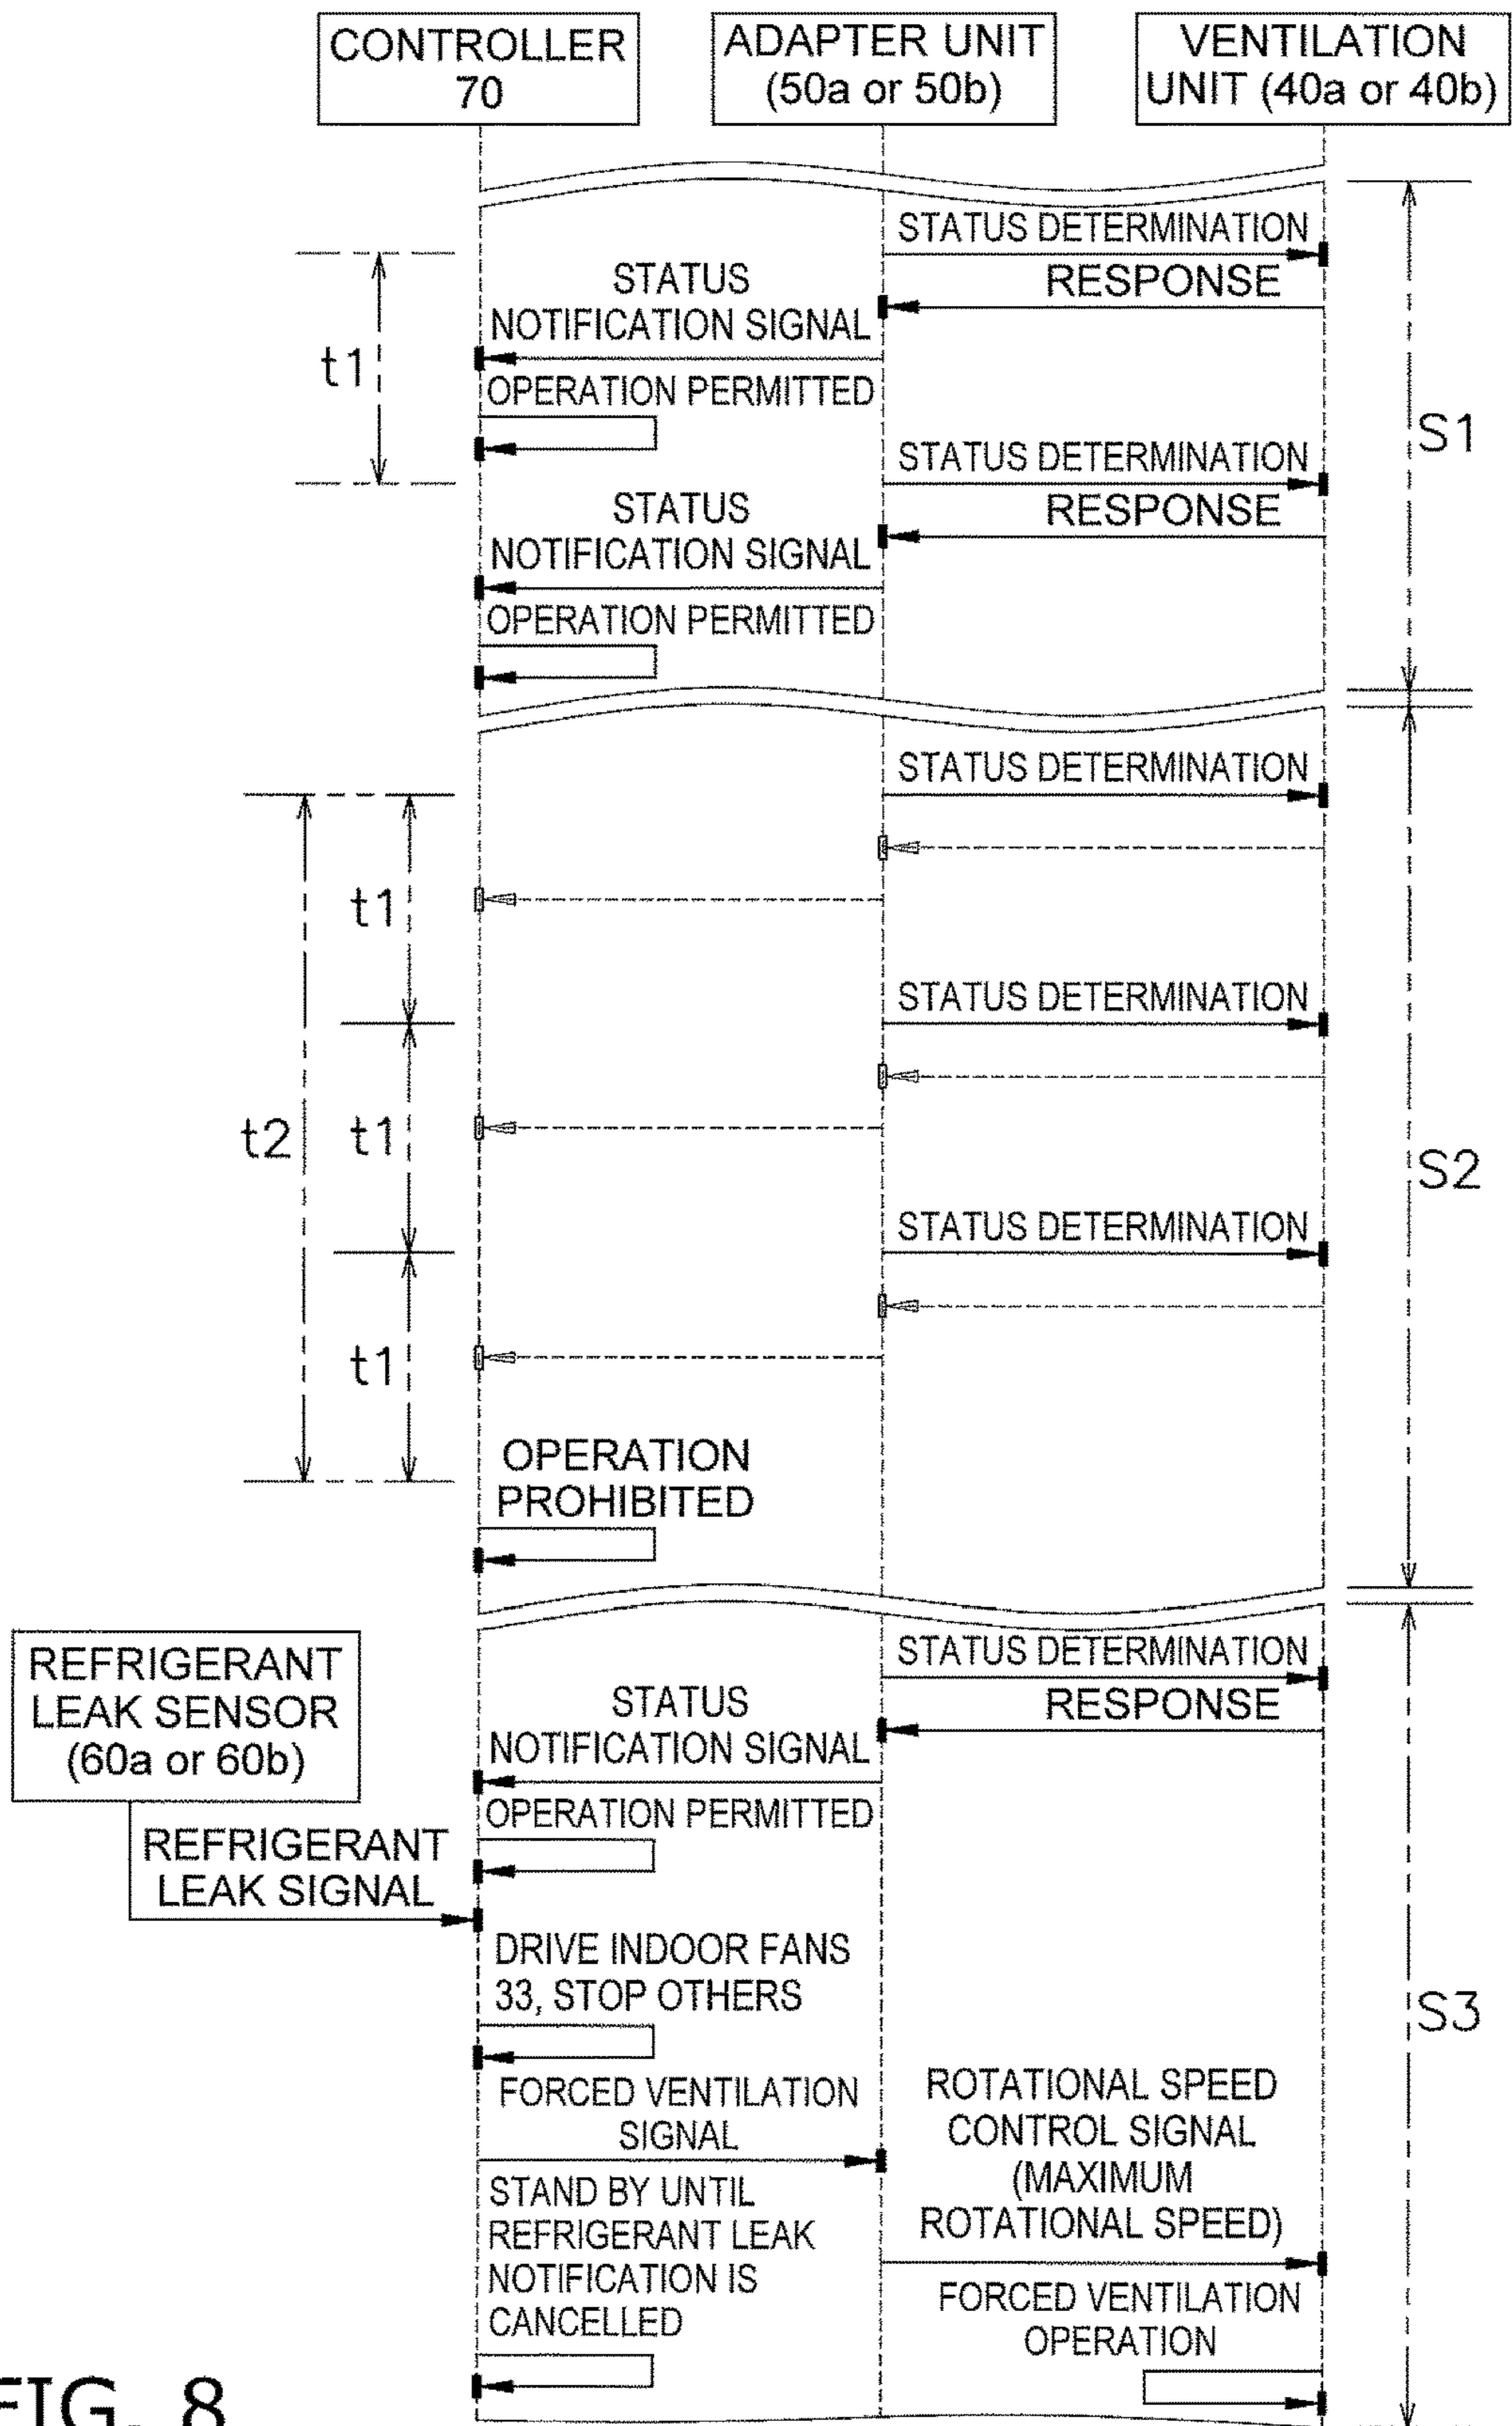 CONTROLLER
70
ADAPTER UNIT
(50a or 50b)
VENTILATION
UNIT (40a or 40b)
STATUS DETERMINATION
RESPONSE
STATUS
NOTIFICATION SIGNAL
t1
OPERATION PERMITTED
S1
STATUS DETERMINATION
RESPONSE
STATUS
NOTIFICATION SIGNAL
OPERATION PERMITTED
STATUS DETERMINATION
t1
STATUS DETERMINATION
t2
t1
S2
STATUS DETERMINATION
t1
OPERATION
PROHIBITED
REFRIGERANT
LEAK SENSOR
(60a or 60b)
STATUS DETERMINATION
RESPONSE
STATUS
NOTIFICATION SIGNAL
OPERATION PERMITTED
REFRIGERANT
LEAK SIGNAL
DRIVE INDOOR FANS
33, STOP OTHERS
S3
FORCED VENTILATION
SIGNAL
ROTATIONAL SPEED
CONTROL SIGNAL
(MAXIMUM
ROTATIONAL SPEED)
STAND BY UNTIL
REFRIGERANT LEAK
NOTIFICATION IS
CANCELLED
FORCED VENTILATION
OPERATION
FIG. 8